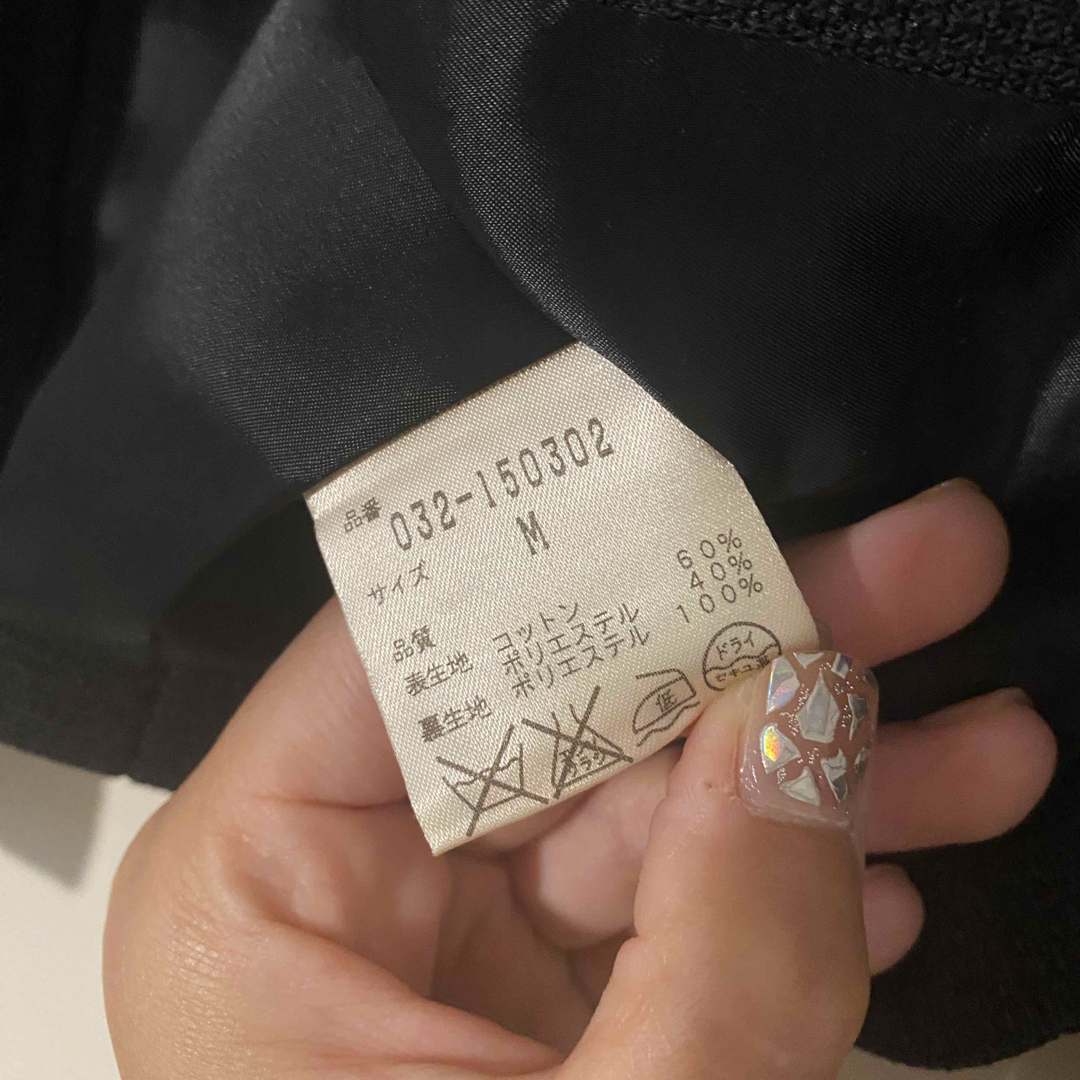 品番 032-150302
サイズ M
品質
表生地 コットン 60%
ポリエステル 40%
裏生地 ポリエステル 100%
低 ドライ